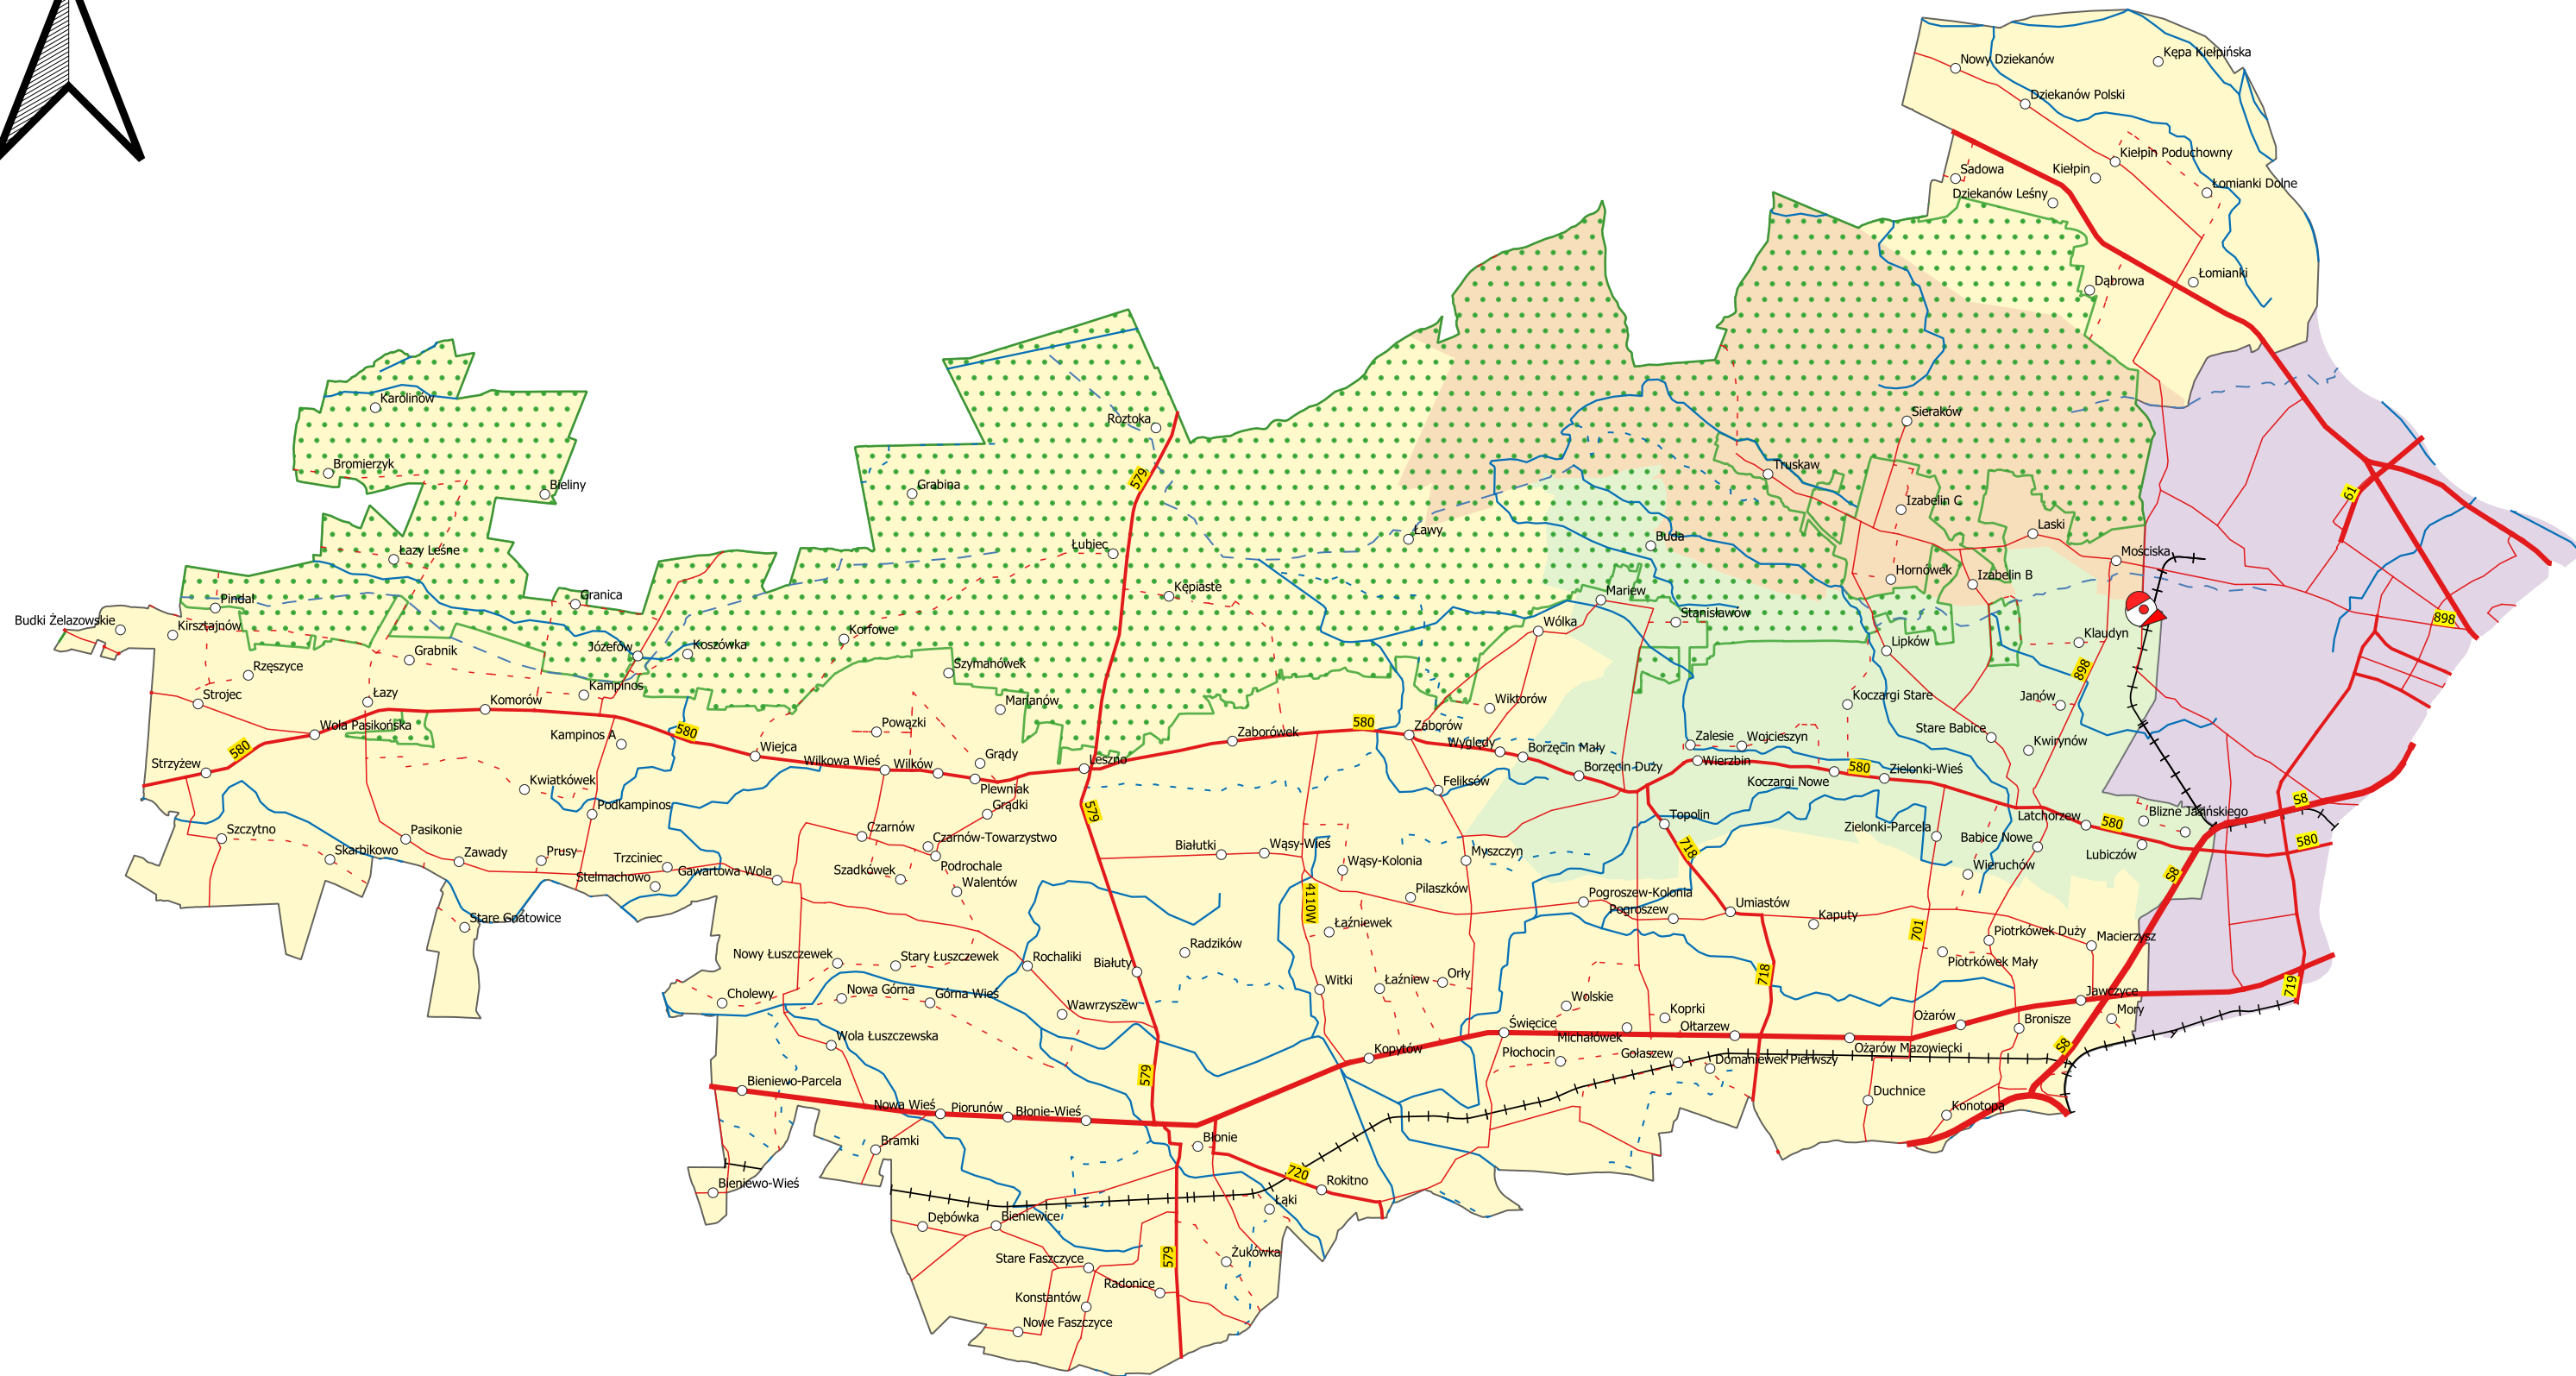 Kępa Kiełpińska
Nowy Dziekanów
Dziekanów Polski
Kiełpin Poduchowny
Sadowa
Kiełpin
Łomianki Dolne
Dziekanów Leśny
Łomianki
Dąbrowa
Karolinów
Sieraków
Roztoka
Bromierzyk
Truskaw
579
Bieliny
Grabina
61
Izabelin C
Laski
Ławy
Buda
Łubiec
Łazy Leśne
Mościska
Hornówek
Izabelin B
Kępiaste
Mariew
Granica
Pindal
Stanisławów
898
Budki Żelazowskie
Kirsztajnów
Wólka
Korfowe
Klaudyn
Józefów
Koszówka
Lipków
Grabnik
Szymanówek
Rzęszyce
898
Kampinos
Łazy
Strojec
Komorów
Marianów
Wiktorów
Koczargi Stare
Janów
Wola Pasikońska
Powązki
580
Zaborówek
Zaborów
Stare Babice
580
Kampinos A
580
Wiejca
Wyględy
Borzęcin Mały
Zalesie
Wojcieszyn
Kwirynów
Strzyżew
Wilkowa Wieś
Wilków
Grądy
Leszno
Borzęcin Duży
Wierzbin
580
Zielonki-Wieś
Kwiatkówek
Plewniak
Feliksów
Koczargi Nowe
S8
Podkampinos
Grądki
579
Topolin
Latchorzew
580
Blizne Jasińskiego
Szczytno
Pasikonie
Czarnów
Czarnów-Towarzystwo
Zielonki-Parcela
Babice Nowe
580
Skarbikowo
Zawady
Prusy
Trzciniec
Białutki
Wąsy-Wieś
Myszczyn
718
Lubiczów
Stelmachowo
Gawartowa Wola
Szadkówek
Podrochale
Wąsy-Kolonia
Wieruchów
S8
Walentów
4110W
Pilaszków
Pogroszew-Kolonia
Stare Gnatowice
Łaźniewek
Pogroszew
Umiastów
Kaputy
701
Piotrkówek Duży
Macierzysz
Nowy Łuszczewek
Stary Łuszczewek
Rochaliki
Białuty
Radzików
Piotrkówek Mały
Cholewy
Nowa Górna
Górna Wieś
Witki
Łaźniew
Orły
718
719
Wawrzyszew
Wolskie
Koprki
Jawczyce
Mory
Wola Łuszczewska
Święcice
Michałówek
Ołtarzew
Ożarów
Bronisze
Kopytów
Płochocin
Gołaszew
Domaniewek Pierwszy
Ożarów Mazowiecki
S8
Bieniewo-Parcela
579
Duchnice
Nowa Wieś
Piorunów
Błonie-Wieś
Konotopa
Bramki
Błonie
720
Bieniewo-Wieś
Rokitno
Łąki
Dębówka
Bieniewice
Stare Faszczyce
579
Żukówka
Radonice
Konstantów
Nowe Faszczyce